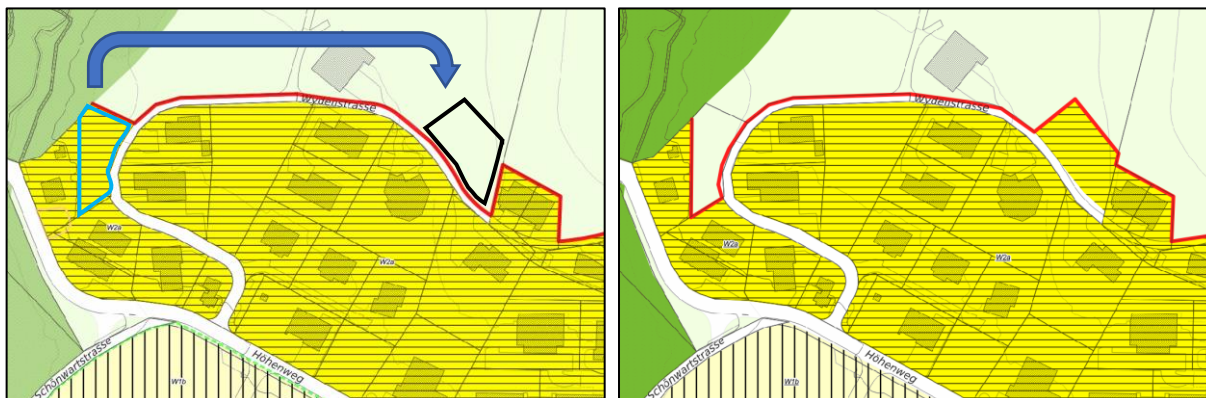 Wydenstrasse
W2a
W2a
Höhenweg
Schönwartstrasse
W1b
Wydenstrasse
W2a
W2a
Höhenweg
Schönwartstrasse
W1b